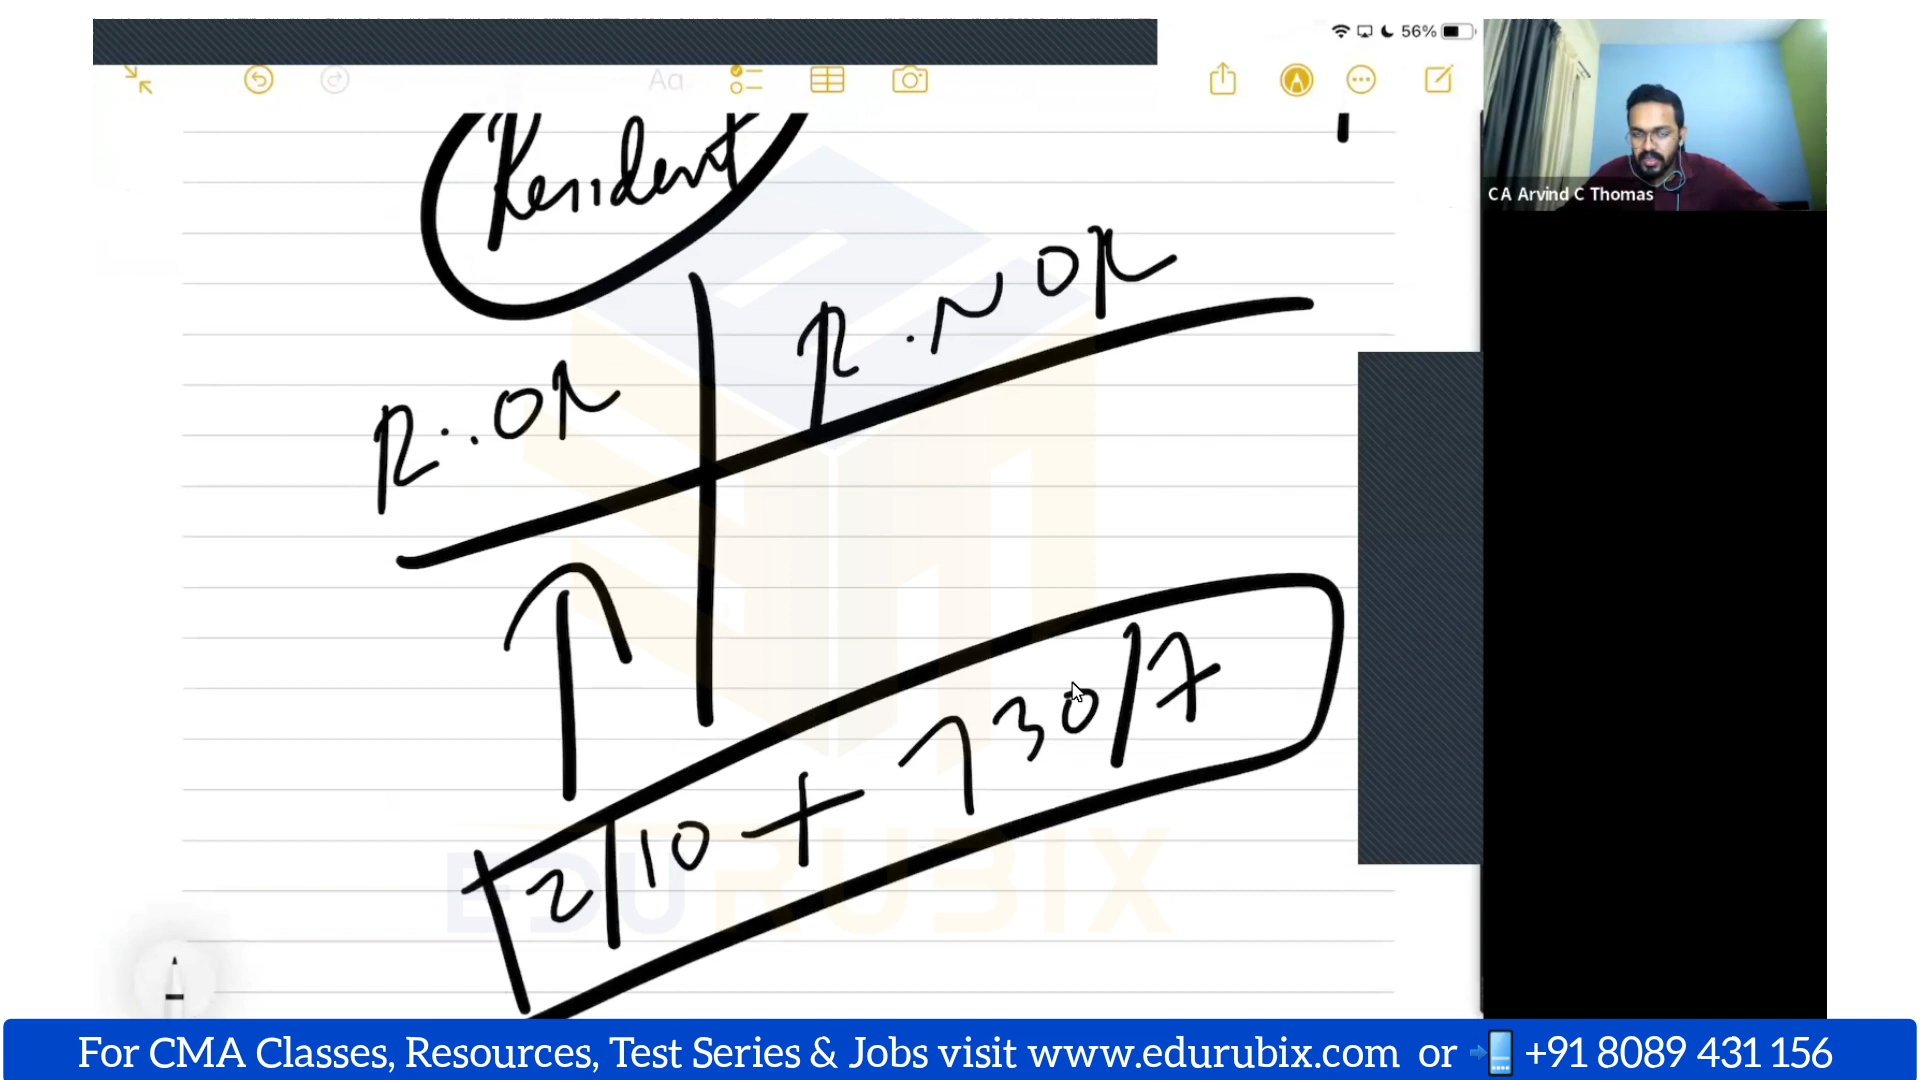 56%
Aa
CA Arvind C Thomas
Resident
R.NOR
R..OR
2/10 + 730/7
EDURUBIX
For CMA Classes, Resources, Test Series & Jobs visit www.edurubix.com or +91 8089 431 156